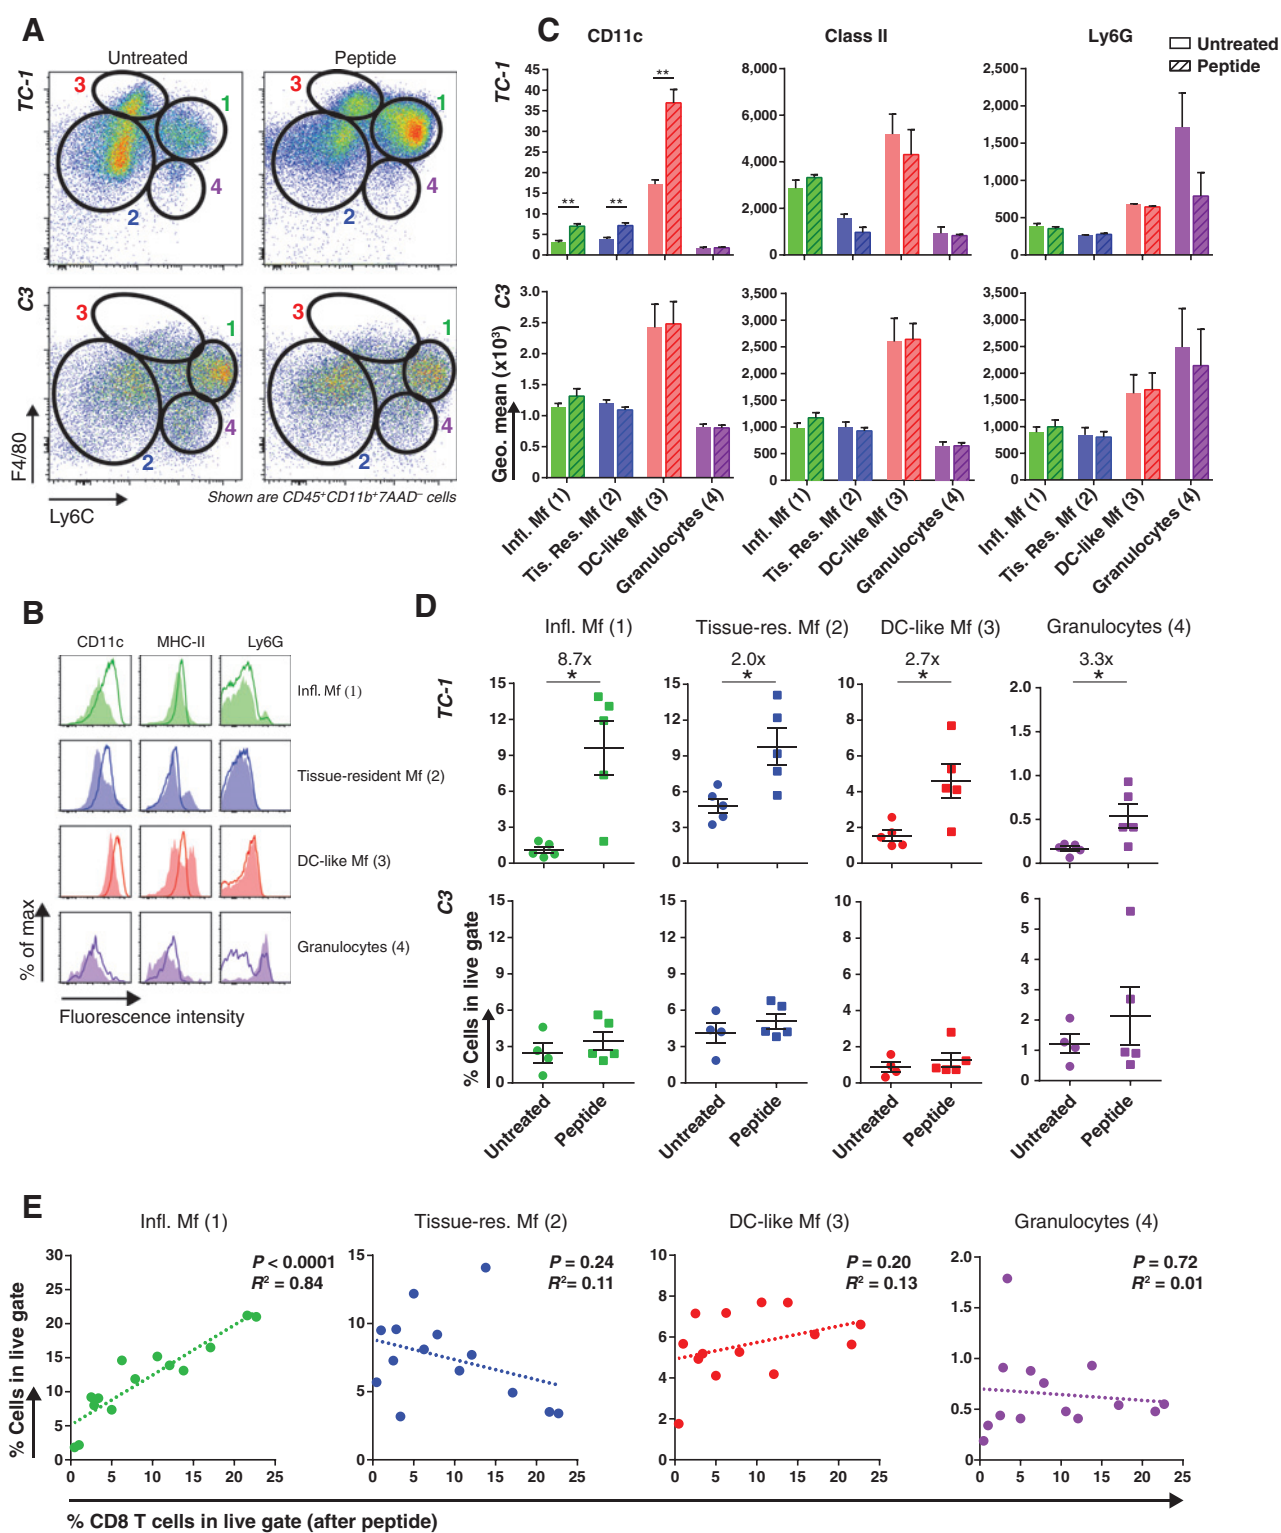 A
Untreated
Peptide
TC-1
3
1
2
4
3
1
2
4
C3
3
1
2
4
3
1
2
4
F4/80
Ly6C
Shown are CD45⁺CD11b⁺7AAD⁻ cells
B
CD11c
MHC-II
Ly6G
Infl. Mf (1)
Tissue-resident Mf (2)
DC-like Mf (3)
Granulocytes (4)
% of max
Fluorescence intensity
C
CD11c
Class II
Ly6G
Untreated
Peptide
TC-1
45
40
35
30
25
20
15
10
5
0
**
**
**
8,000
6,000
4,000
2,000
0
2,500
2,000
1,500
1,000
500
0
C3
Geo. mean (x10³)
3.0
2.5
2.0
1.5
1.0
0.5
0
3,500
3,000
2,500
2,000
1,500
1,000
500
0
3,500
3,000
2,500
2,000
1,500
1,000
500
0
Infl. Mf (1)
Tis. Res. Mf (2)
DC-like Mf (3)
Granulocytes (4)
Infl. Mf (1)
Tis. Res. Mf (2)
DC-like Mf (3)
Granulocytes (4)
Infl. Mf (1)
Tis. Res. Mf (2)
DC-like Mf (3)
Granulocytes (4)
D
Infl. Mf (1)
Tissue-res. Mf (2)
DC-like Mf (3)
Granulocytes (4)
TC-1
8.7x
*
15
12
9
6
3
0
2.0x
*
15
12
9
6
3
0
2.7x
*
10
8
6
4
2
0
3.3x
*
2.0
1.5
1.0
0.5
0
C3
% Cells in live gate
15
12
9
6
3
0
15
12
9
6
3
0
10
8
6
4
2
0
6
5
4
3
2
1
0
Untreated
Peptide
Untreated
Peptide
Untreated
Peptide
Untreated
Peptide
E
Infl. Mf (1)
Tissue-res. Mf (2)
DC-like Mf (3)
Granulocytes (4)
% Cells in live gate
P < 0.0001
R² = 0.84
30
25
20
15
10
5
0
0 5 10 15 20 25
P = 0.24
R²= 0.11
15
10
5
0
0 5 10 15 20 25
P = 0.20
R² = 0.13
10
8
6
4
2
0
0 5 10 15 20 25
P = 0.72
R² = 0.01
2.0
1.5
1.0
0.5
0
0 5 10 15 20 25
% CD8 T cells in live gate (after peptide)